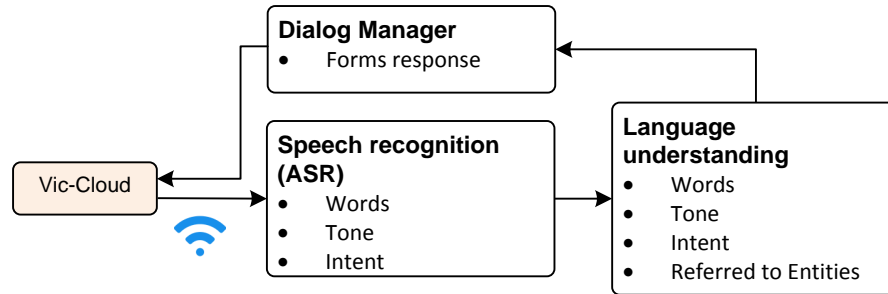 Dialog Manager
• Forms response
Vic-Cloud
Speech recognition
(ASR)
• Words
• Tone
• Intent
Language
understanding
• Words
• Tone
• Intent
• Referred to Entities